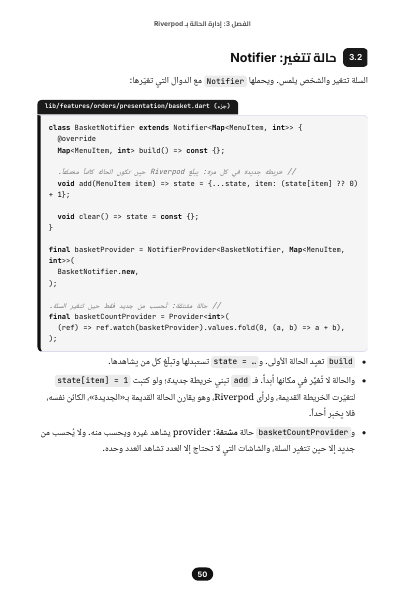 الفصل 3: إدارة الحالة بـ Riverpod
3.2 حالة تتغير: Notifier
السلة تتغير والشخص يلمس. ويحملها Notifier مع الدوال التي تغيّرها:
lib/features/orders/presentation/basket.dart (جزء)
class BasketNotifier extends Notifier<Map<MenuItem, int>> {
@override
Map<MenuItem, int> build() => const {};
// خريطة جديدة في كل مرة: يبلّغ Riverpod حين تكون الحالة كائناً مختلفاً.
void add(MenuItem item) => state = {...state, item: (state[item] ?? 0)
+ 1};
void clear() => state = const {};
}
final basketProvider = NotifierProvider<BasketNotifier, Map<MenuItem,
int>>(
BasketNotifier.new,
);
// حالة مشتقة: تُحسب من جديد فقط حين تتغير السلة.
final basketCountProvider = Provider<int>(
(ref) => ref.watch(basketProvider).values.fold(0, (a, b) => a + b),
);
• build تعيد الحالة الأولى. و state = … تستبدلها وتبلّغ كل من يشاهدها.
• والحالة لا تُغيَّر في مكانها أبداً. فـ add تبني خريطة جديدة؛ ولو كتبت state[item] = 1
لتغيّرت الخريطة القديمة، ولرأى Riverpod، وهو يقارن الحالة القديمة بـ«الجديدة»، الكائن نفسه،
فلا يخبر أحداً.
• و basketCountProvider حالة مشتقة: provider يشاهد غيره ويحسب منه. ولا يُحسب من
جديد إلا حين تتغير السلة، والشاشات التي لا تحتاج إلا العدد تشاهد العدد وحده.
50